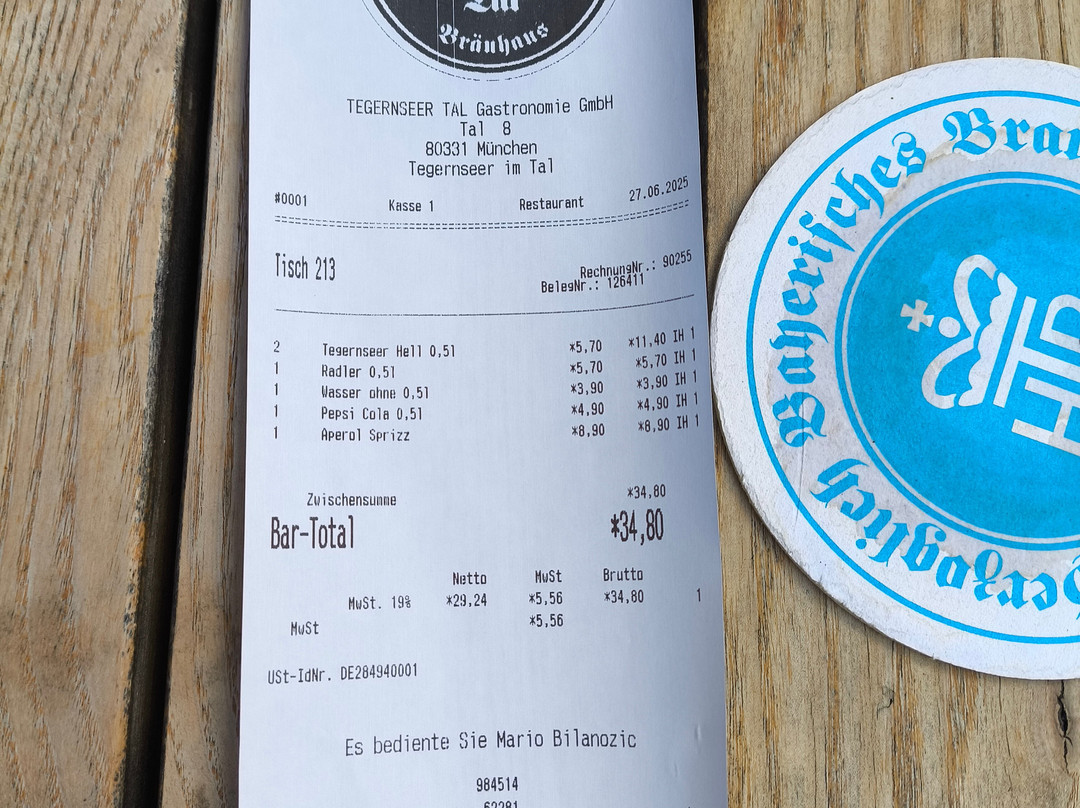 Tal
Bräuhaus
TEGERNSEER TAL Gastronomie GmbH
Tal 8
80331 München
Tegernseer im Tal
#0001 Kasse 1 Restaurant 27.06.2025
Tisch 213
RechnungNr.: 90255
BelegNr.: 126411
2 Tegernseer Hell 0,5l *5,70 *11,40 IH 1
1 Radler 0,5l *5,70 *5,70 IH 1
1 Wasser ohne 0,5l *3,90 *3,90 IH 1
1 Pepsi Cola 0,5l *4,90 *4,90 IH 1
1 Aperol Sprizz *8,90 *8,90 IH 1
Zwischensumme *34,80
Bar-Total *34,80
Netto MwSt Brutto
MwSt. 19% *29,24 *5,56 *34,80 1
MwSt *5,56
USt-IdNr. DE284940001
Es bediente Sie Mario Bilanozic
984514
Herzoglich Bayerisches Brau
HB